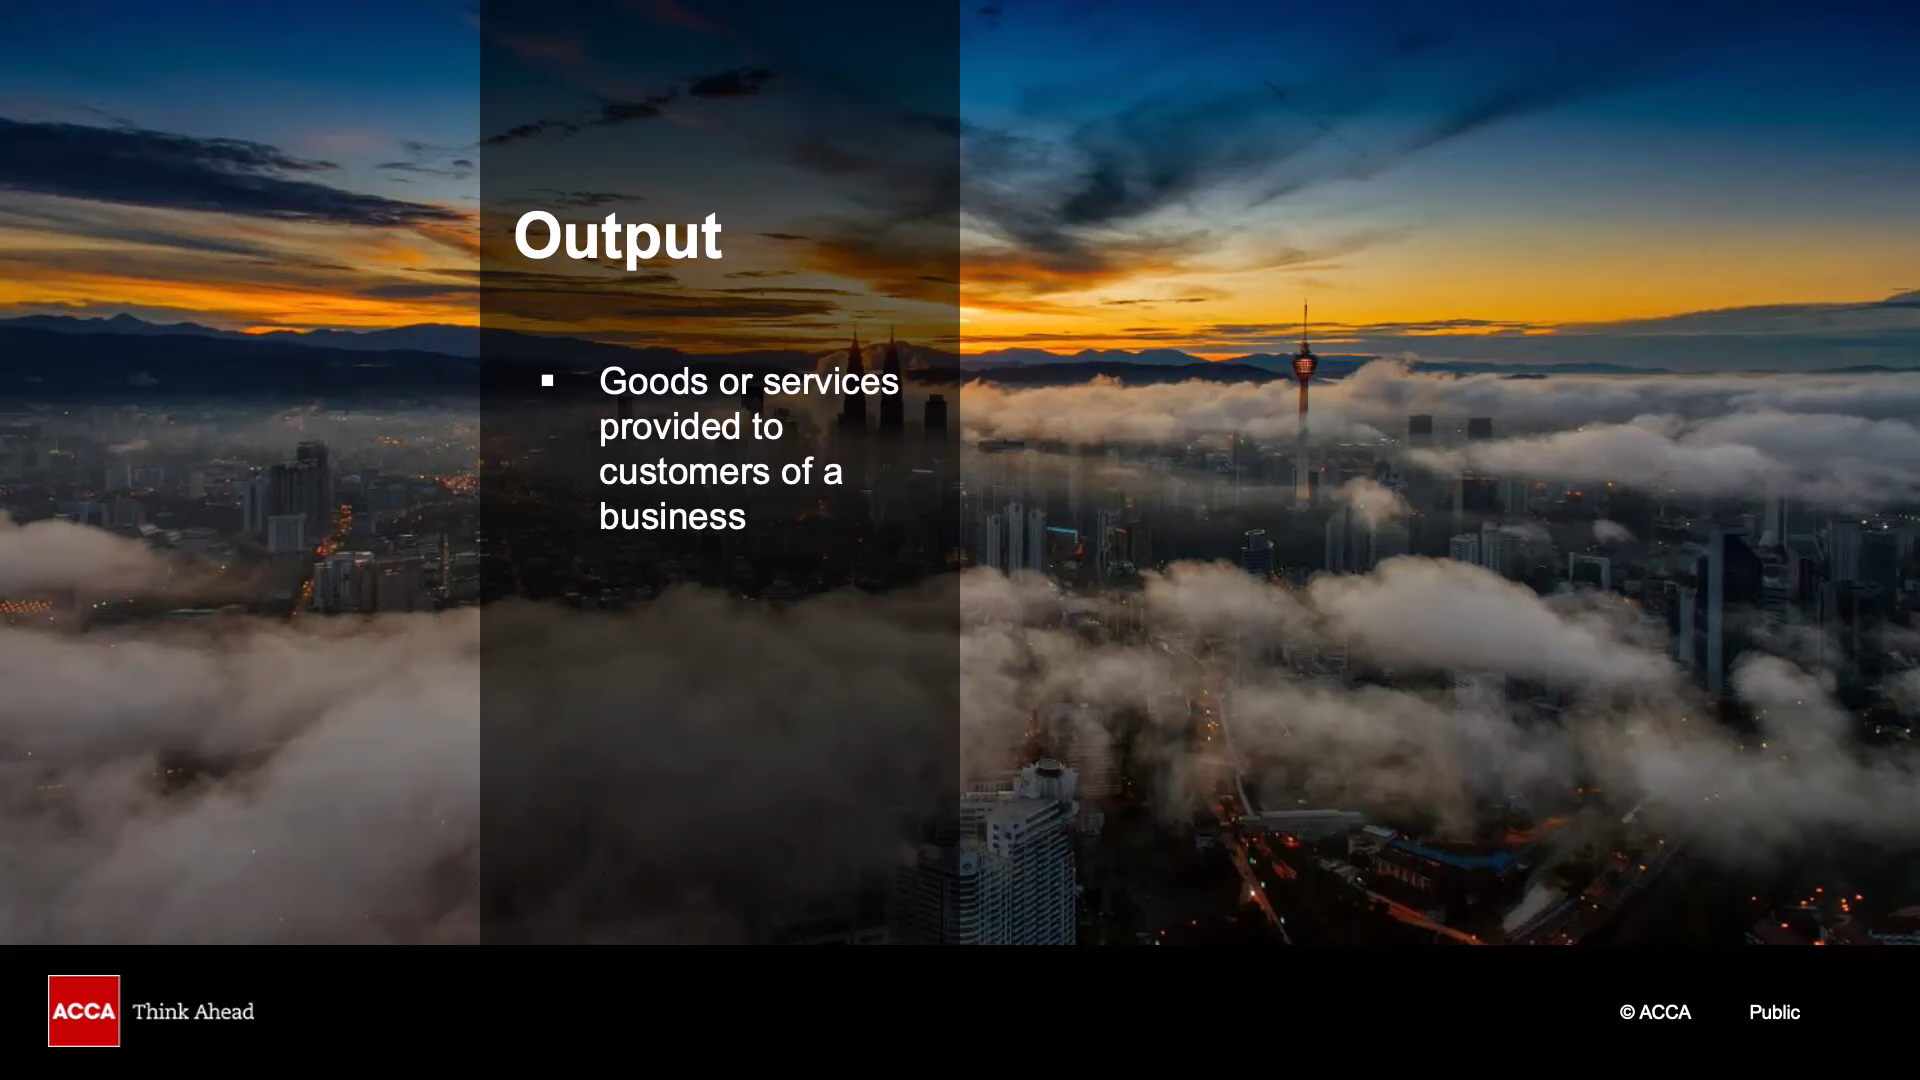 Output
▪ Goods or services
provided to
customers of a
business
ACCA Think Ahead
© ACCA Public